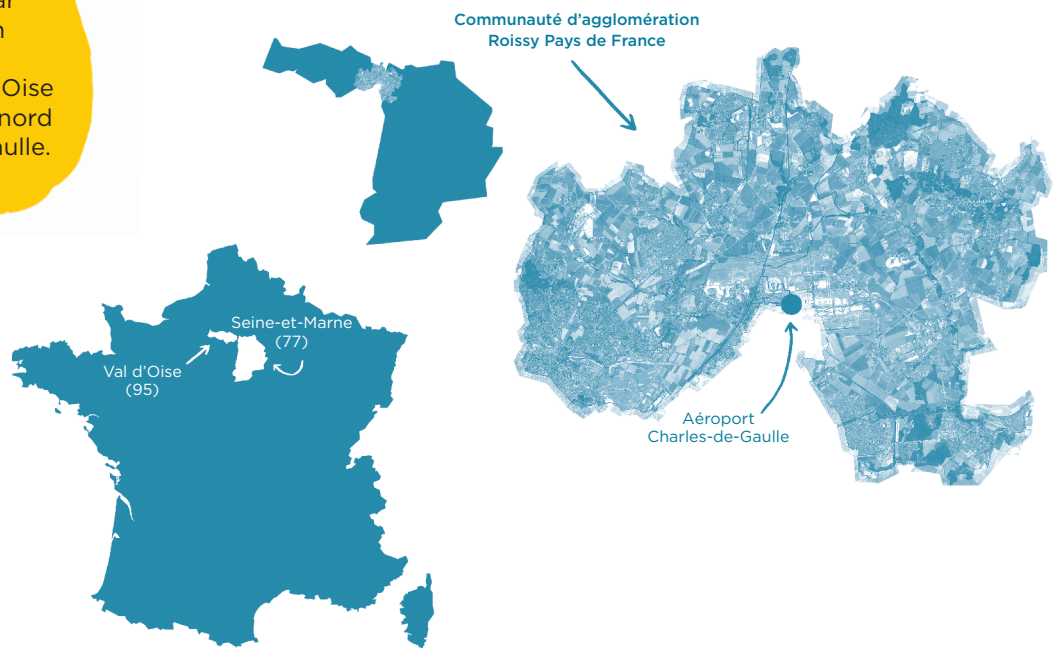 Oise
nord
Communauté d'agglomération
Roissy Pays de France
Seine-et-Marne
(77)
Val d'Oise
(95)
Aéroport
Charles-de-Gaulle